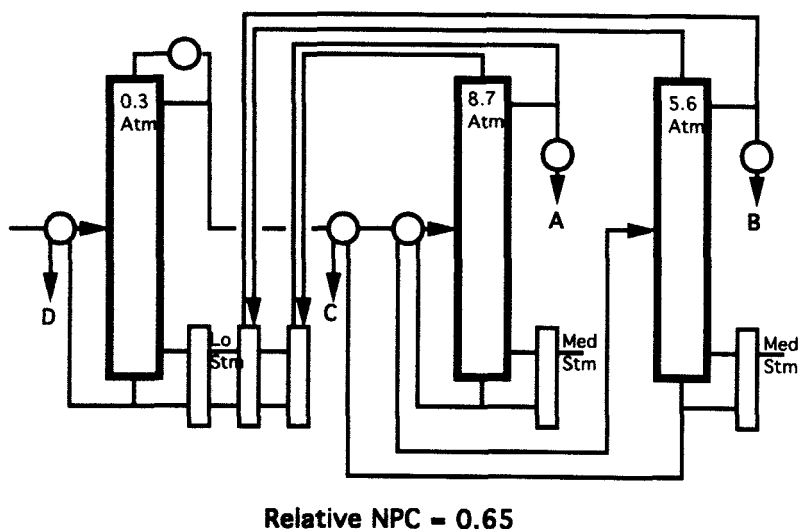 0.3
Atm
8.7
Atm
5.6
Atm
A
B
D
C
Lo
Stm
Med
Stm
Med
Stm
Relative NPC = 0.65